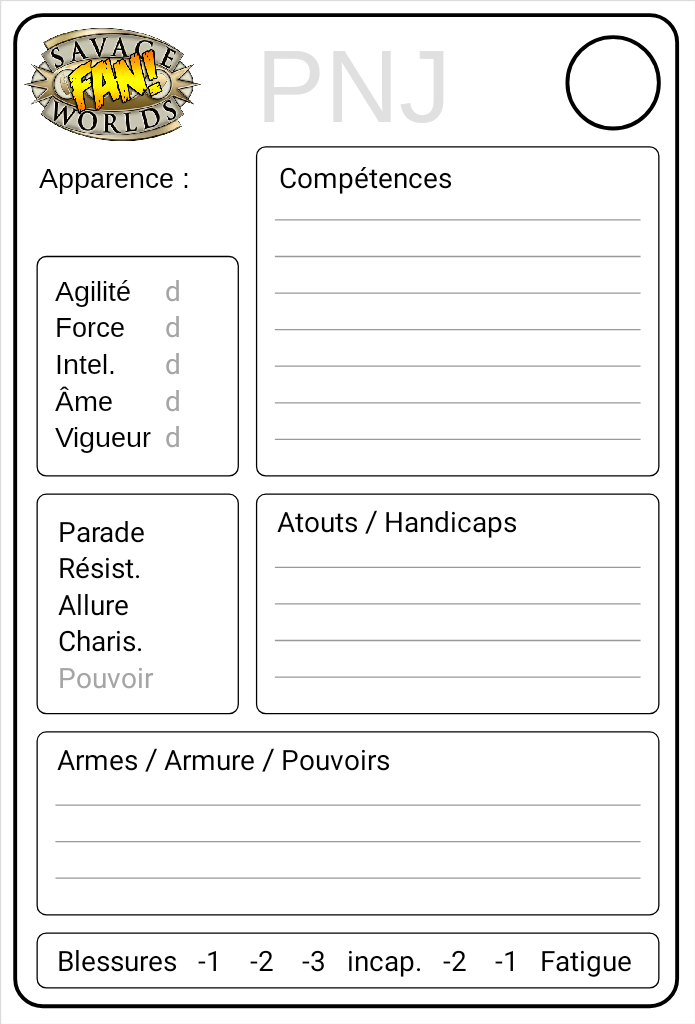 SAVAGE
FAN!
WORLDS
PNJ
Apparence :
Compétences
Agilité d
Force d
Intel. d
Âme d
Vigueur d
Parade
Résist.
Allure
Charis.
Pouvoir
Atouts / Handicaps
Armes / Armure / Pouvoirs
Blessures -1 -2 -3 incap. -2 -1 Fatigue